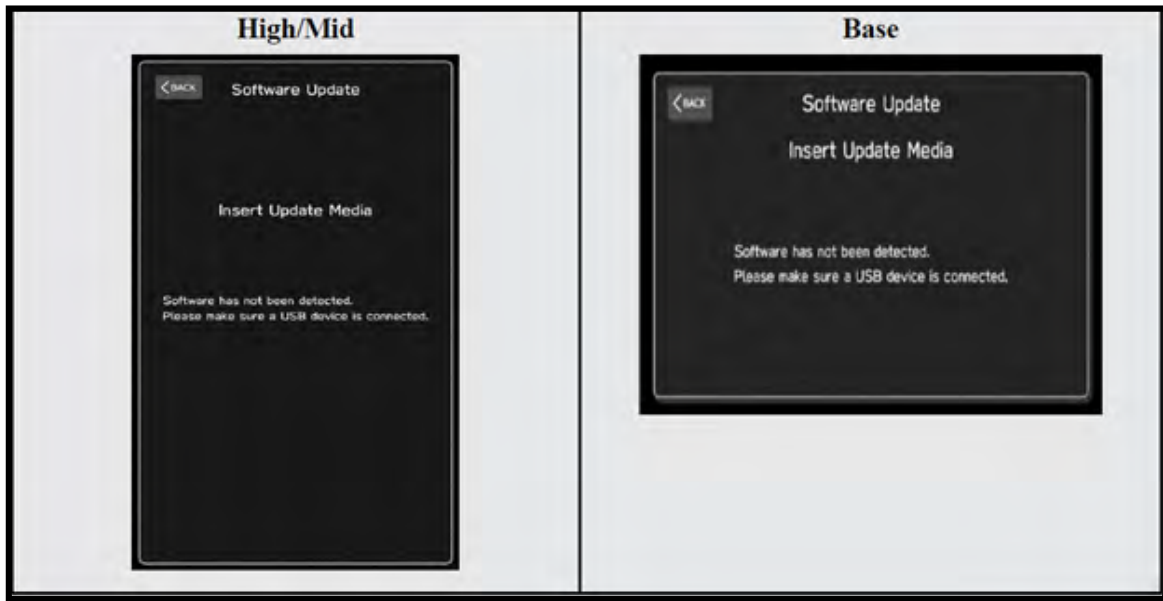 High/Mid
< BACK
Software Update
Insert Update Media
Software has not been detected.
Please make sure a USB device is connected.
Base
< BACK
Software Update
Insert Update Media
Software has not been detected.
Please make sure a USB device is connected.